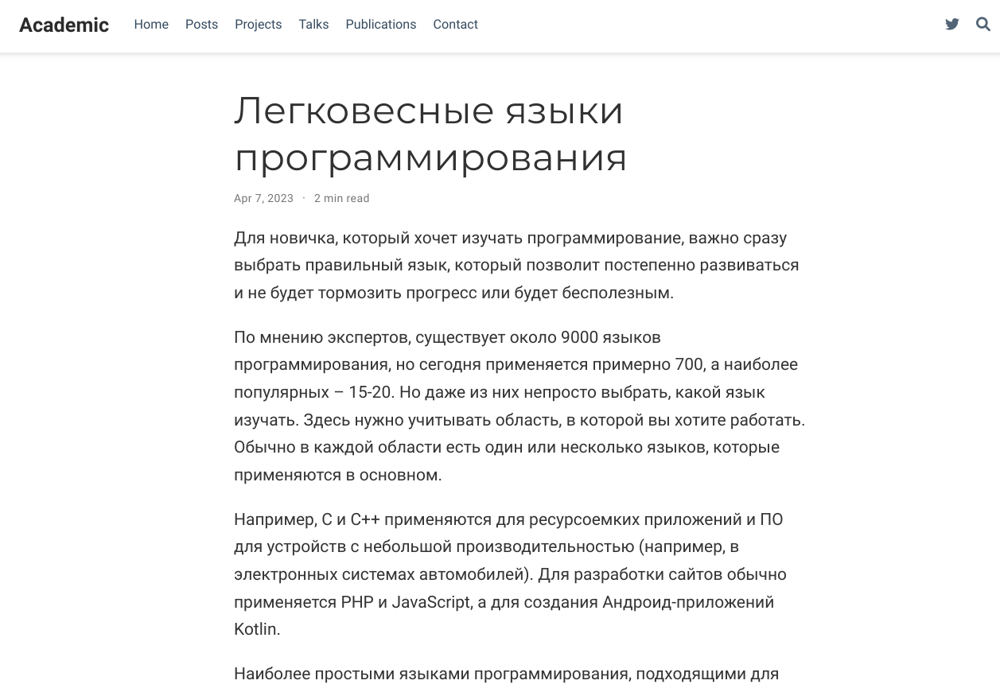 Academic Home Posts Projects Talks Publications Contact
Легковесные языки
программирования
Apr 7, 2023 · 2 min read
Для новичка, который хочет изучать программирование, важно сразу
выбрать правильный язык, который позволит постепенно развиваться
и не будет тормозить прогресс или будет бесполезным.
По мнению экспертов, существует около 9000 языков
программирования, но сегодня применяется примерно 700, а наиболее
популярных – 15-20. Но даже из них непросто выбрать, какой язык
изучать. Здесь нужно учитывать область, в которой вы хотите работать.
Обычно в каждой области есть один или несколько языков, которые
применяются в основном.
Например, С и С++ применяются для ресурсоемких приложений и ПО
для устройств с небольшой производительностью (например, в
электронных системах автомобилей). Для разработки сайтов обычно
применяется PHP и JavaScript, а для создания Андроид-приложений
Kotlin.
Наиболее простыми языками программирования, подходящими для